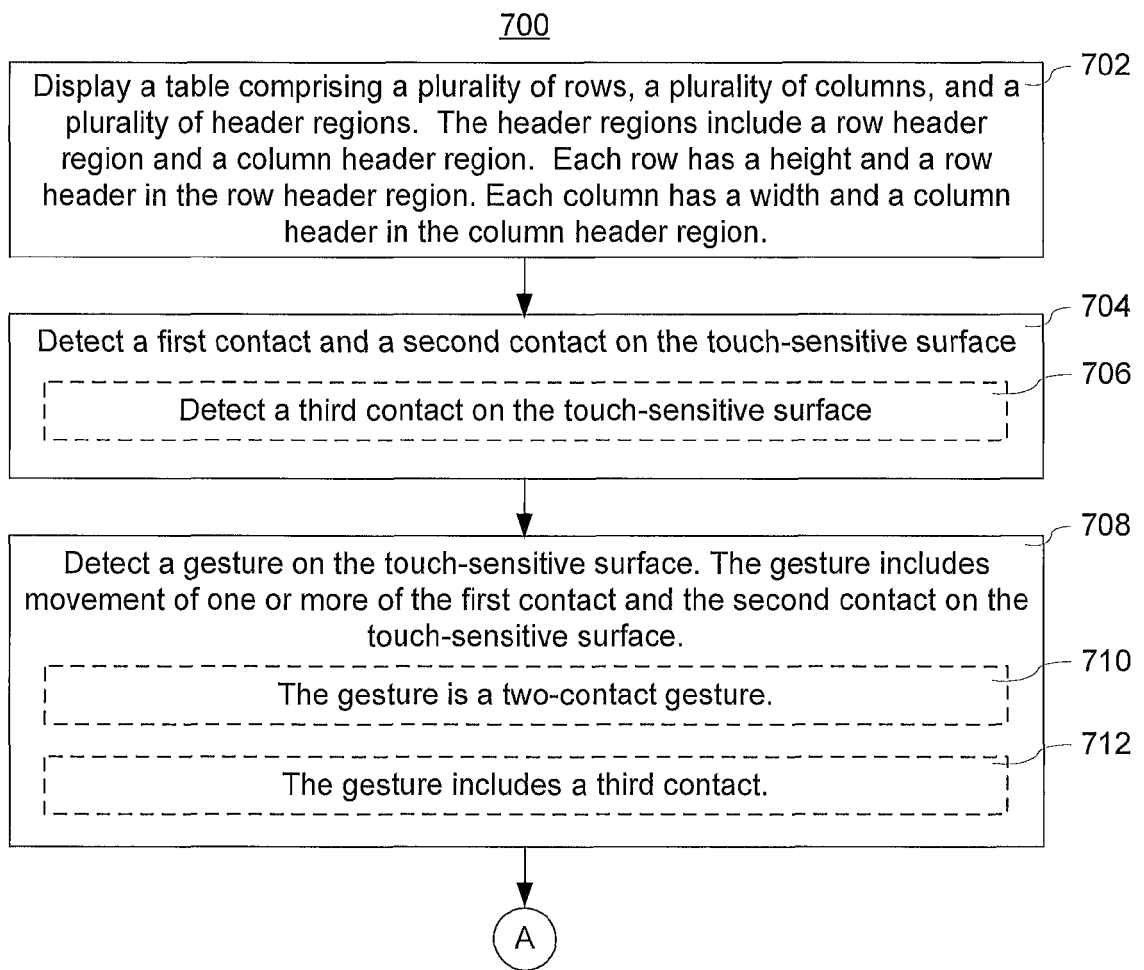 700
702
Display a table comprising a plurality of rows, a plurality of columns, and a
plurality of header regions. The header regions include a row header
region and a column header region. Each row has a height and a row
header in the row header region. Each column has a width and a column
header in the column header region.
704
Detect a first contact and a second contact on the touch-sensitive surface
706
Detect a third contact on the touch-sensitive surface
708
Detect a gesture on the touch-sensitive surface. The gesture includes
movement of one or more of the first contact and the second contact on the
touch-sensitive surface.
710
The gesture is a two-contact gesture.
712
The gesture includes a third contact.
A